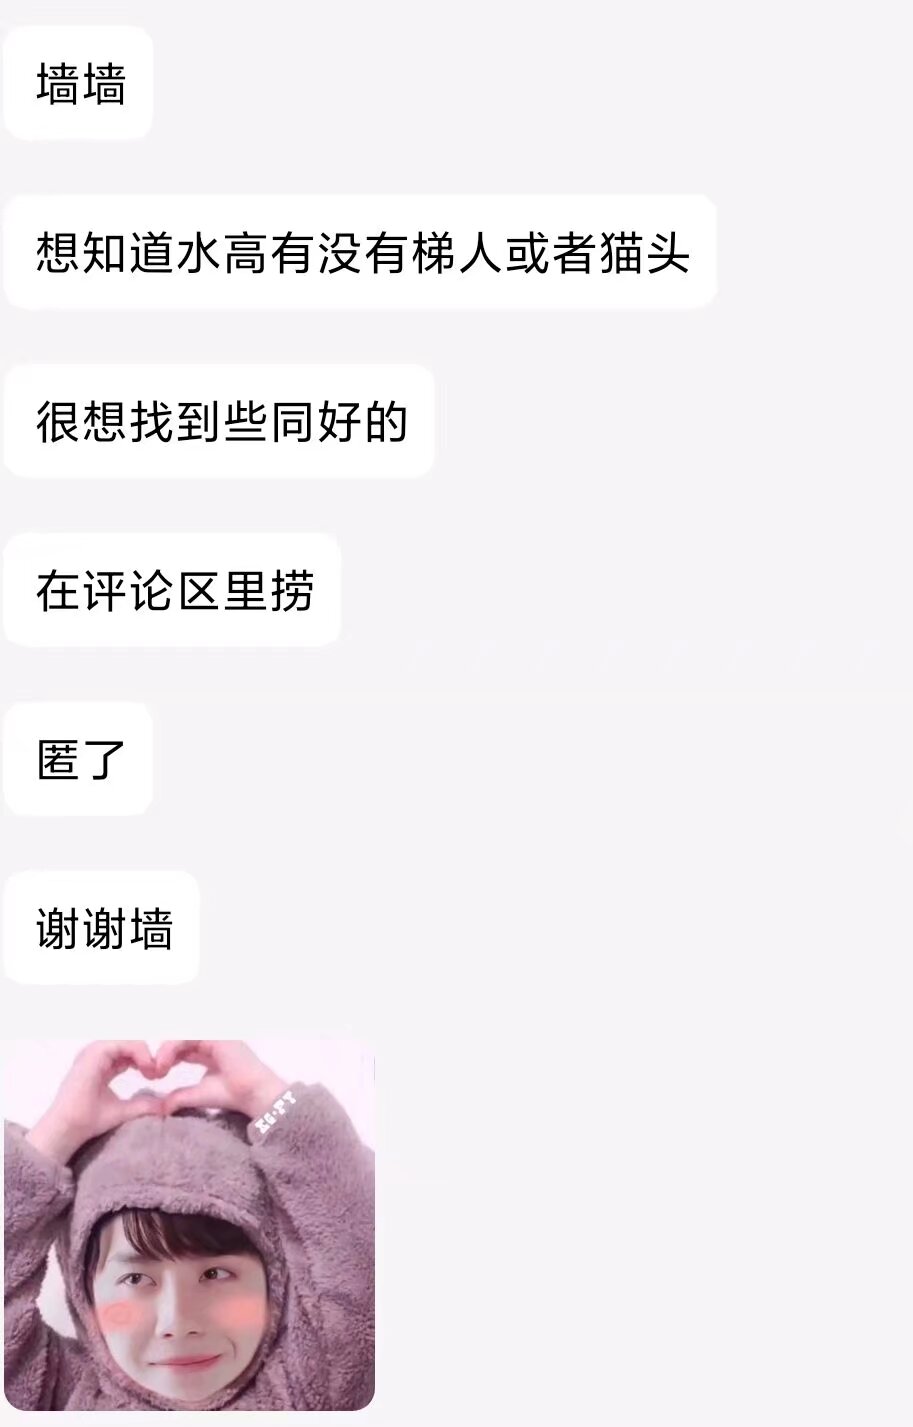 墙墙
想知道水高有没有梯人或者猫头
很想找到些同好的
在评论区里捞
匿了
谢谢墙